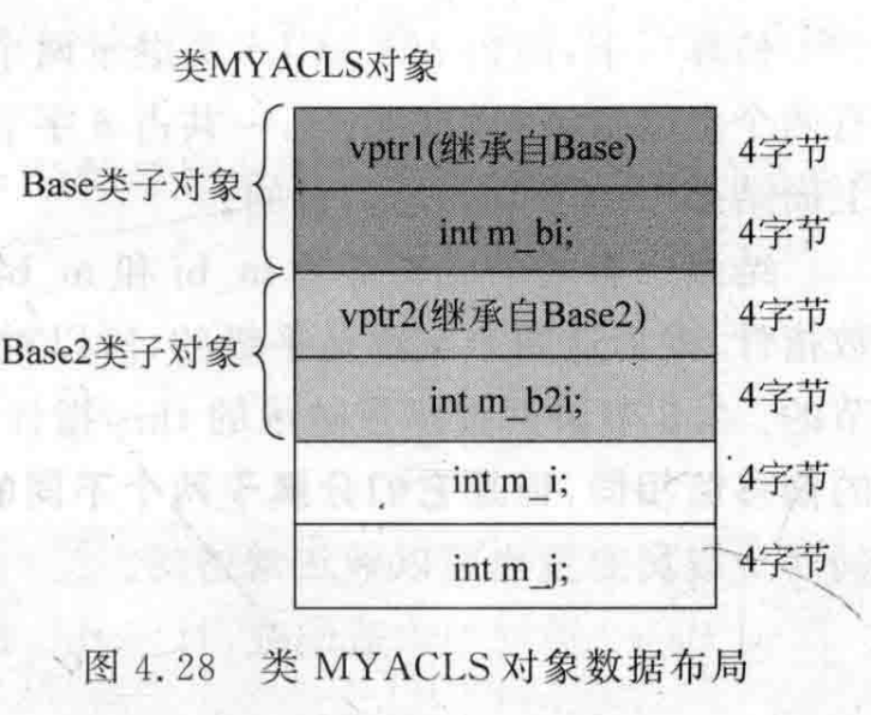 类MYACLS对象
vptr1(继承自Base)
4字节
Base类子对象
int m_bi;
4字节
vptr2(继承自Base2)
4字节
Base2类子对象
int m_b2i;
4字节
int m_i;
4字节
int m_j;
4字节
图 4.28 类 MYACLS 对象数据布局